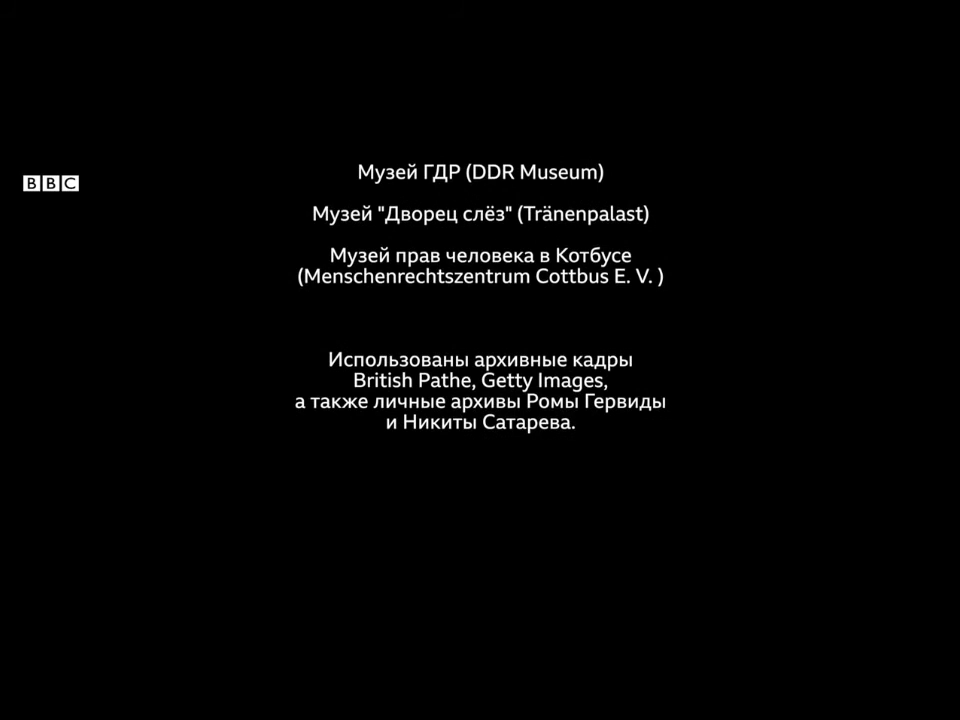 BBC
Музей ГДР (DDR Museum)
Музей "Дворец слёз" (Tränenpalast)
Музей прав человека в Котбусе
(Menschenrechtszentrum Cottbus E. V. )
Использованы архивные кадры
British Pathe, Getty Images,
а также личные архивы Ромы Гервиды
и Никиты Сатарева.